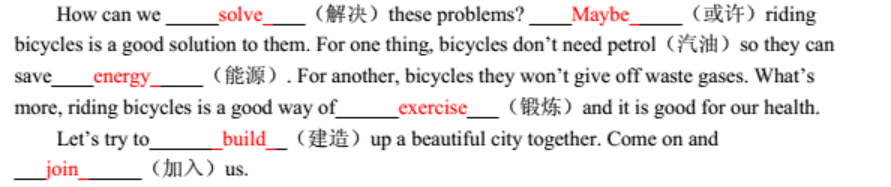 How can we _____solve____（解决）these problems? ____Maybe_____（或许）riding
bicycles is a good solution to them. For one thing, bicycles don't need petrol（汽油）so they can
save____energy______（能源）. For another, bicycles they won't give off waste gases. What's
more, riding bicycles is a good way of______exercise___（锻炼）and it is good for our health.
Let's try to_______build__（建造）up a beautiful city together. Come on and
___join_______（加入）us.